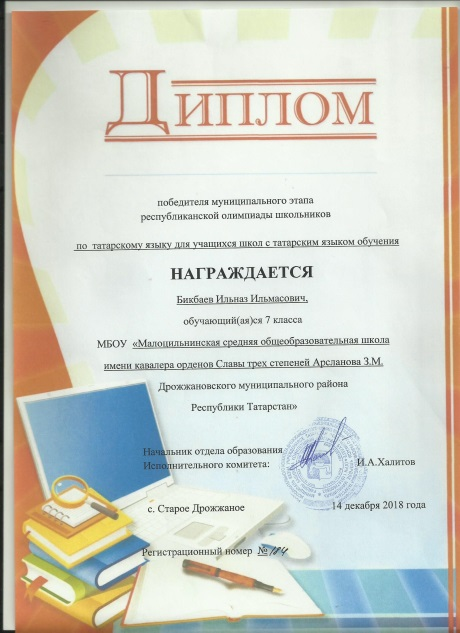 ДИПЛОМ
победителя муниципального этапа
республиканской олимпиады школьников
по татарскому языку для учащихся школ с татарским языком обучения
НАГРАЖДАЕТСЯ
Бикбаев Ильназ Ильмасович,
обучающий(ая)ся 7 класса
МБОУ «Малоцильнинская средняя общеобразовательная школа
имени кавалера орденов Славы трех степеней Арсланова З.М.
Дрожжановского муниципального района
Республики Татарстан»
Начальник отдела образования
Исполнительного комитета: И.А.Халитов
с. Старое Дрожжаное 14 декабря 2018 года
Регистрационный номер № 184